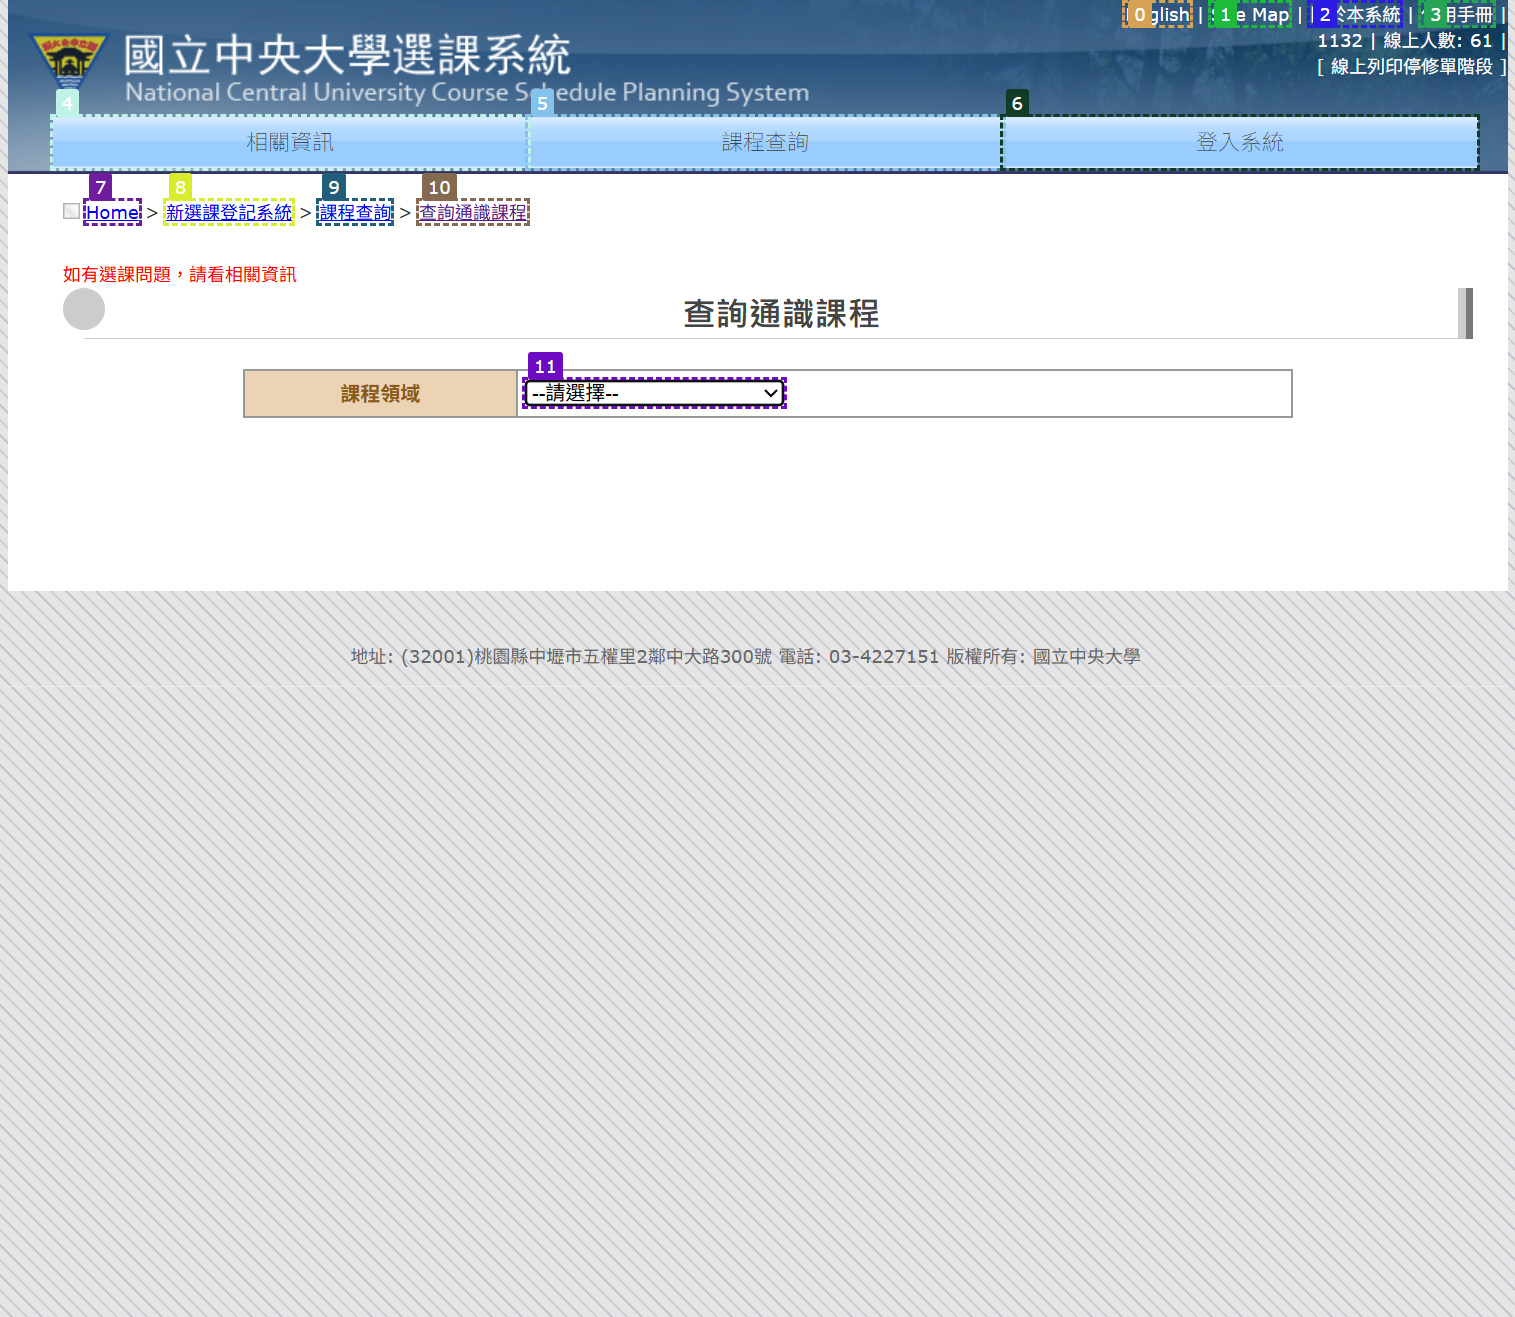 0 glish | 1 e Map | 2 於本系統 | 3 用手冊 |
1132 | 線上人數: 61 |
[ 線上列印停修單階段 ]
國立中央大學選課系統
National Central University Course Schedule Planning System
4 5 6
相關資訊 課程查詢 登入系統
7 8 9 10
Home > 新選課登記系統 > 課程查詢 > 查詢通識課程
如有選課問題，請看相關資訊
查詢通識課程
11
課程領域 --請選擇--
地址: (32001)桃園縣中壢市五權里2鄰中大路300號 電話: 03-4227151 版權所有: 國立中央大學